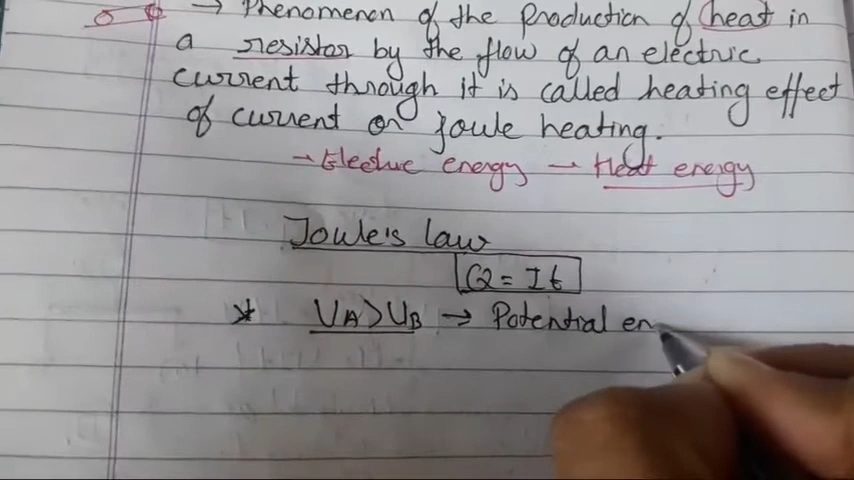 → Phenomenon of the production of heat in
a resistor by the flow of an electric
current through it is called heating effect
of current or joule heating.
→ Electric energy → Heat energy
Joule's law
Q = It
* VA > VB → Potential en